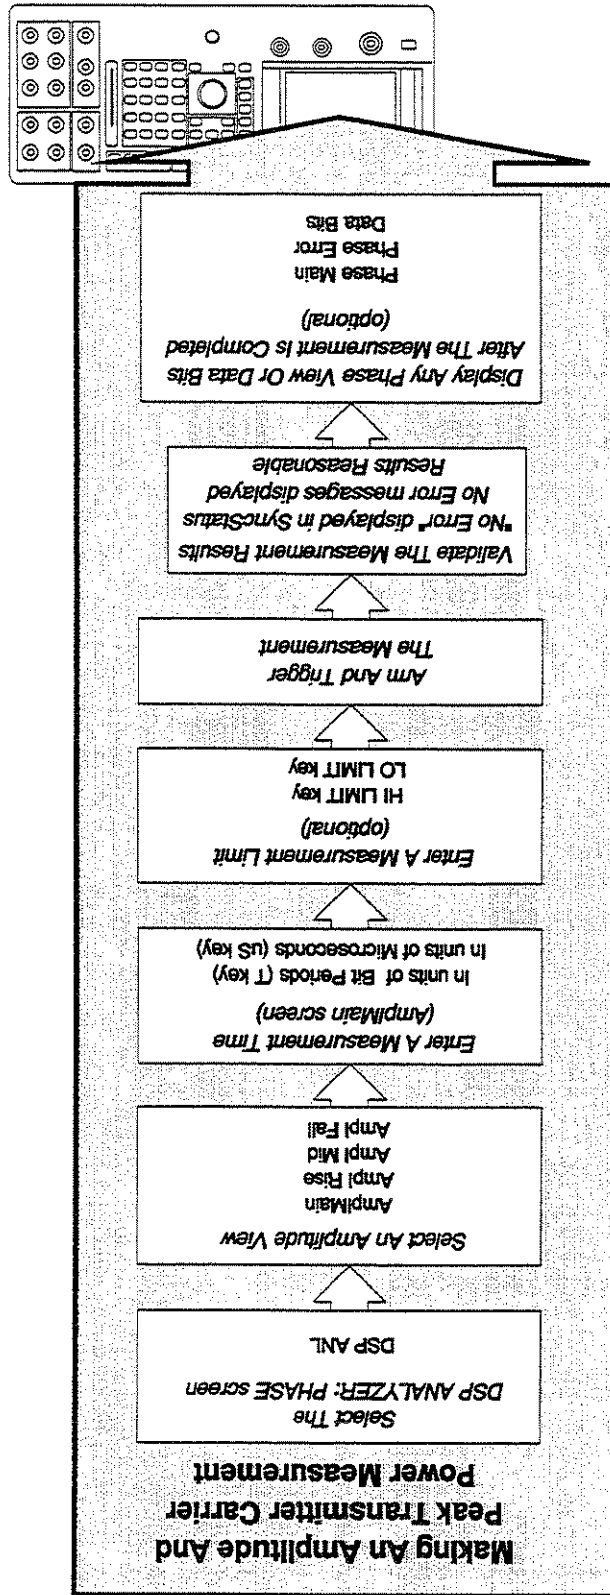 Making An Amplitude And
Peak Transmitter Carrier
Power Measurement
Select The
DSP ANALYZER: PHASE screen
DSP ANL
Select An Amplitude View
AmplMain
Ampl Rise
Ampl Mid
Ampl Fall
Enter A Measurement Time
(AmplMain screen)
In units of Bit Periods (T key)
In units of Microseconds (uS key)
Enter A Measurement Limit
(optional)
HI LIMIT key
LO LIMIT key
Arm And Trigger
The Measurement
Validate The Measurement Results
"No Error" displayed in SyncStatus
No Error messages displayed
Results Reasonable
Display Any Phase View Or Data Bits
After The Measurement Is Completed
(optional)
Phase Main
Phase Error
Data Bits